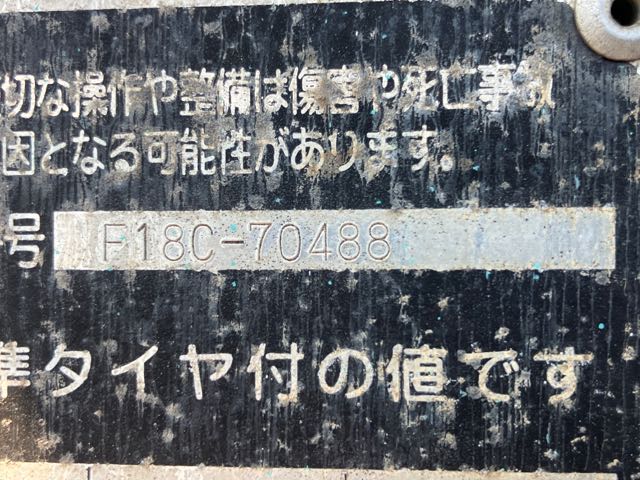 切な操作や整備は傷害や死亡事故
因となる可能性があります。
号 F18C-70488
準タイヤ付の値です